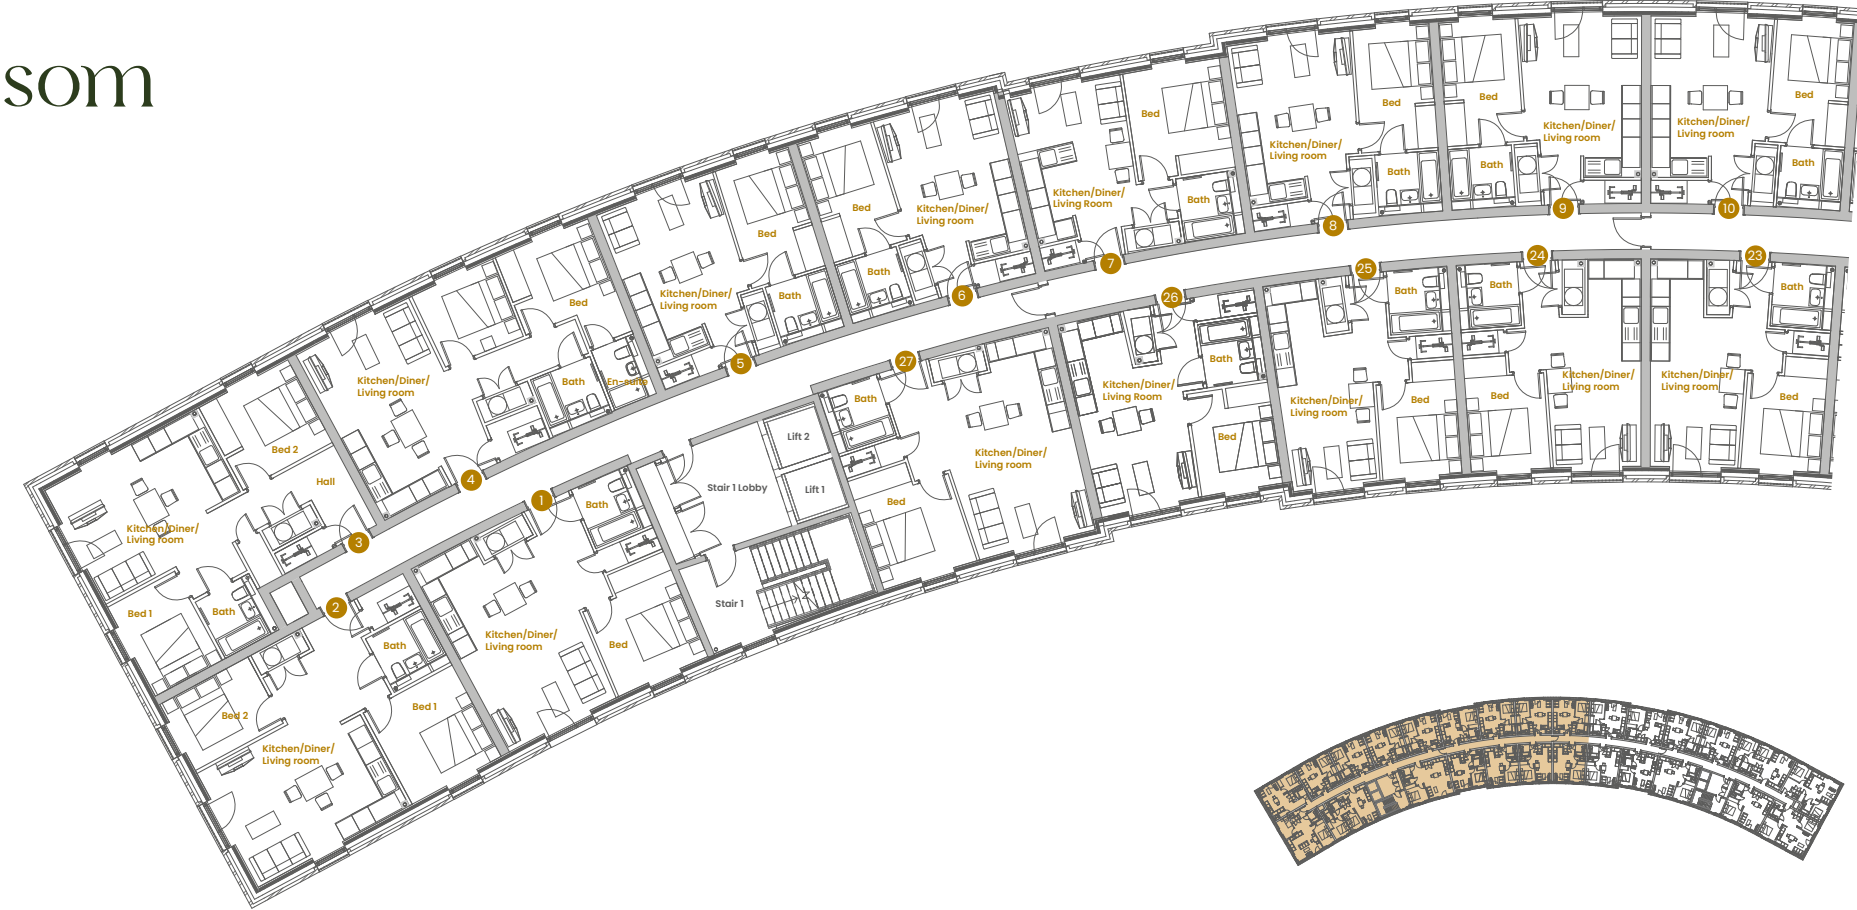 som
Bed
Kitchen/Diner/
Living room
Bath
8
Bed
Kitchen/Diner/
Living room
Bath
9
Kitchen/Diner/
Living room
Bed
Bath
10
Kitchen/Diner/
Living Room
Bed
Bath
7
Bed
Kitchen/Diner/
Living room
Bath
6
Kitchen/Diner/
Living room
Bed
Bath
5
Kitchen/Diner/
Living room
Bed
Bath
En-suite
4
Bed 2
Hall
Kitchen/Diner/
Living room
Bed 1
Bath
3
2
Bath
Bed 2
Bed 1
Kitchen/Diner/
Living room
1
Bath
Kitchen/Diner/
Living room
Bed
Lift 2
Stair 1 Lobby
Lift 1
Stair 1
27
Bath
Kitchen/Diner/
Living room
Bed
26
Bath
Kitchen/Diner/
Living Room
Bed
25
Bath
Kitchen/Diner/
Living room
Bed
24
Bath
Kitchen/Diner/
Living room
Bed
23
Bath
Kitchen/Diner/
Living room
Bed